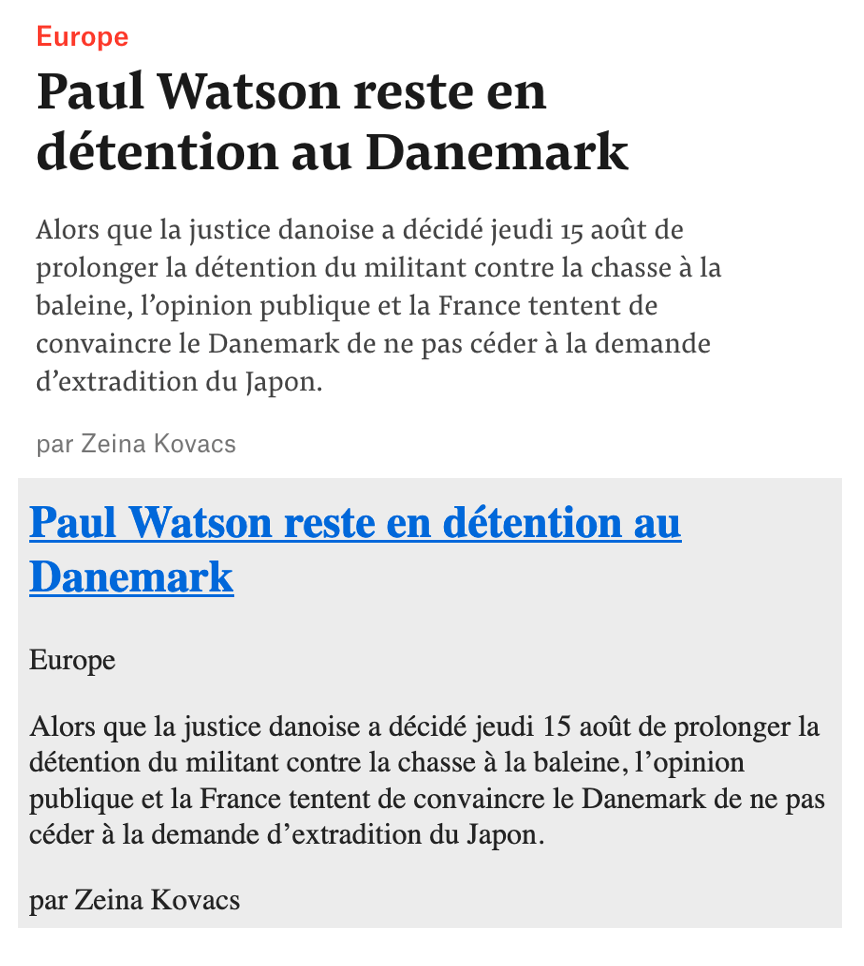 Europe
Paul Watson reste en
détention au Danemark
Alors que la justice danoise a décidé jeudi 15 août de
prolonger la détention du militant contre la chasse à la
baleine, l’opinion publique et la France tentent de
convaincre le Danemark de ne pas céder à la demande
d’extradition du Japon.
par Zeina Kovacs
Paul Watson reste en détention au
Danemark
Europe
Alors que la justice danoise a décidé jeudi 15 août de prolonger la
détention du militant contre la chasse à la baleine, l’opinion
publique et la France tentent de convaincre le Danemark de ne pas
céder à la demande d’extradition du Japon.
par Zeina Kovacs